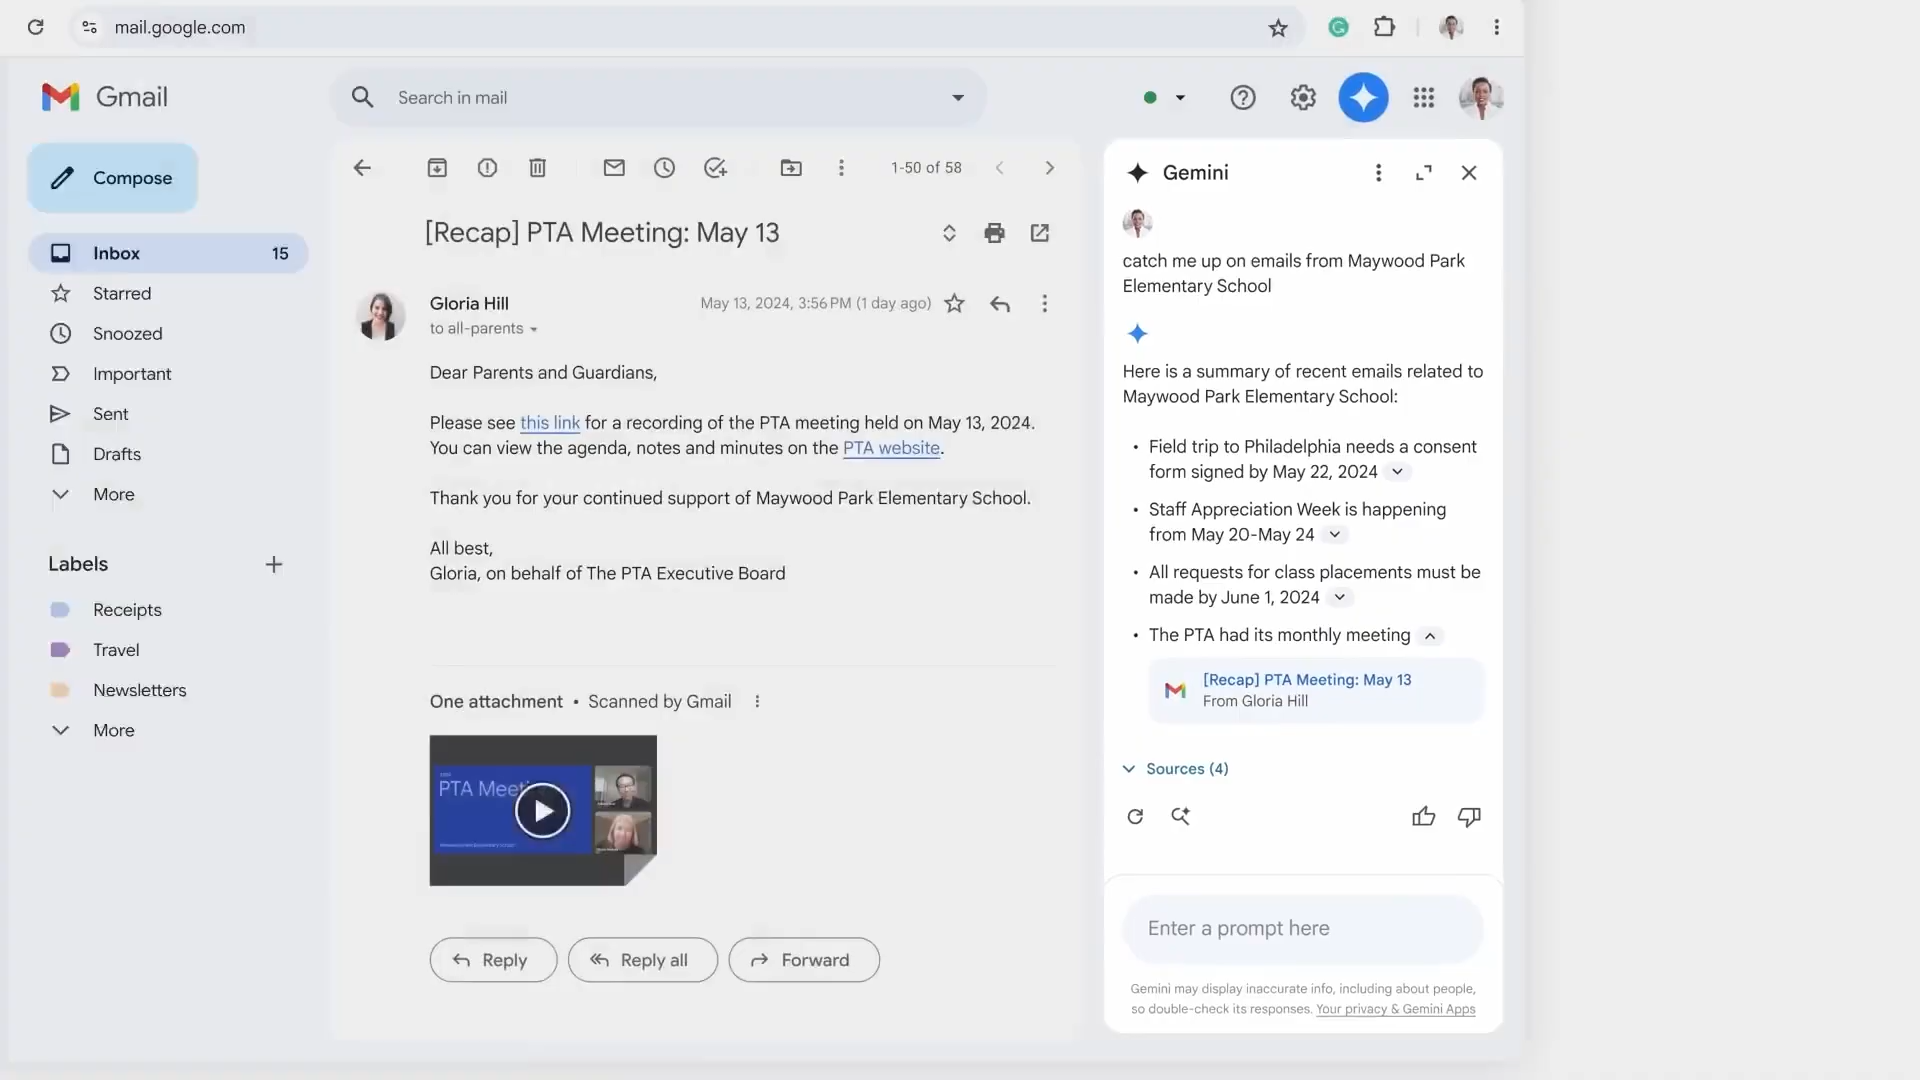 mail.google.com
Gmail
Search in mail
Compose
Inbox 15
Starred
Snoozed
Important
Sent
Drafts
More
Labels
Receipts
Travel
Newsletters
More
1-50 of 58
[Recap] PTA Meeting: May 13
Gloria Hill
May 13, 2024, 3:56 PM (1 day ago)
to all-parents
Dear Parents and Guardians,
Please see this link for a recording of the PTA meeting held on May 13, 2024.
You can view the agenda, notes and minutes on the PTA website.
Thank you for your continued support of Maywood Park Elementary School.
All best,
Gloria, on behalf of The PTA Executive Board
One attachment • Scanned by Gmail
PTA Meeti
Reply
Reply all
Forward
Gemini
catch me up on emails from Maywood Park
Elementary School
Here is a summary of recent emails related to
Maywood Park Elementary School:
• Field trip to Philadelphia needs a consent
form signed by May 22, 2024
• Staff Appreciation Week is happening
from May 20-May 24
• All requests for class placements must be
made by June 1, 2024
• The PTA had its monthly meeting
[Recap] PTA Meeting: May 13
From Gloria Hill
Sources (4)
Enter a prompt here
Gemini may display inaccurate info, including about people,
so double-check its responses. Your privacy & Gemini Apps